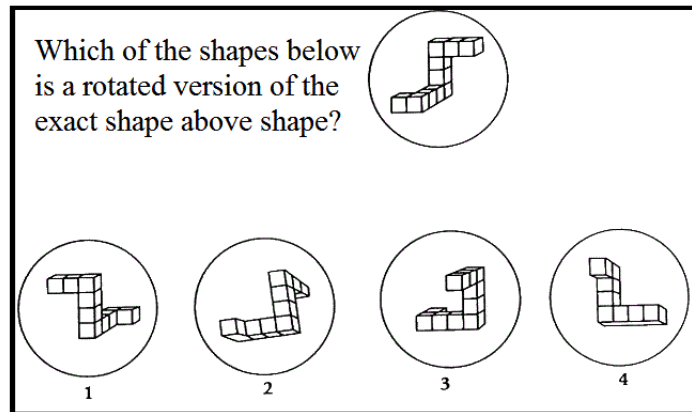 Which of the shapes below
is a rotated version of the
exact shape above shape?
1
2
3
4